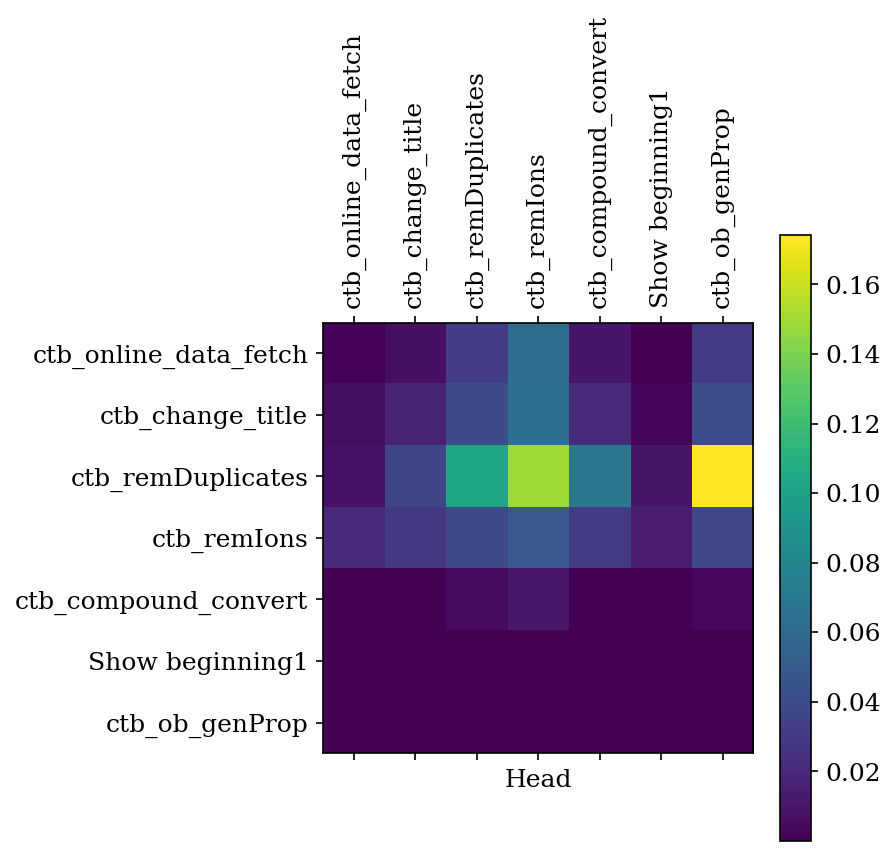 ctb_online_data_fetch
ctb_change_title
ctb_remDuplicates
ctb_remIons
ctb_compound_convert
Show beginning1
ctb_ob_genProp
ctb_online_data_fetch
ctb_change_title
ctb_remDuplicates
ctb_remIons
ctb_compound_convert
Show beginning1
ctb_ob_genProp
Head
0.16
0.14
0.12
0.10
0.08
0.06
0.04
0.02